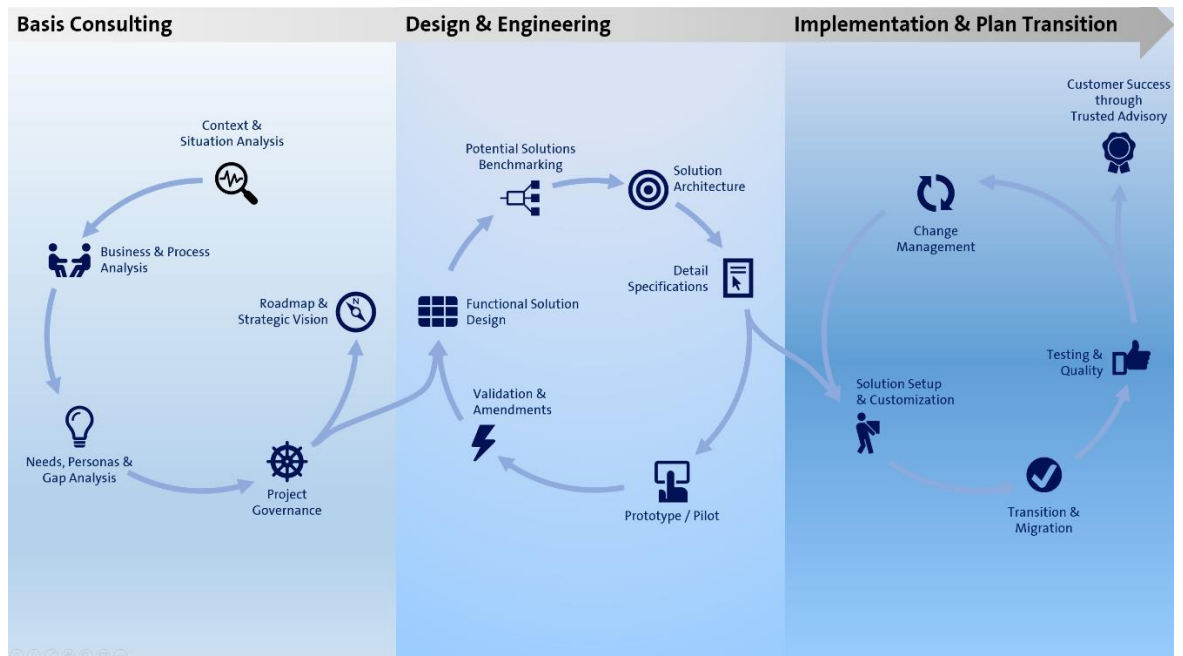 Basis Consulting
Design & Engineering
Implementation & Plan Transition
Context &
Situation Analysis
Business & Process
Analysis
Roadmap &
Strategic Vision
N
Needs, Personas &
Gap Analysis
Project
Governance
Potential Solutions
Benchmarking
Solution
Architecture
Detail
Specifications
Functional Solution
Design
Validation &
Amendments
Prototype / Pilot
Customer Success
through
Trusted Advisory
Change
Management
Testing &
Quality
Solution Setup
& Customization
Transition &
Migration